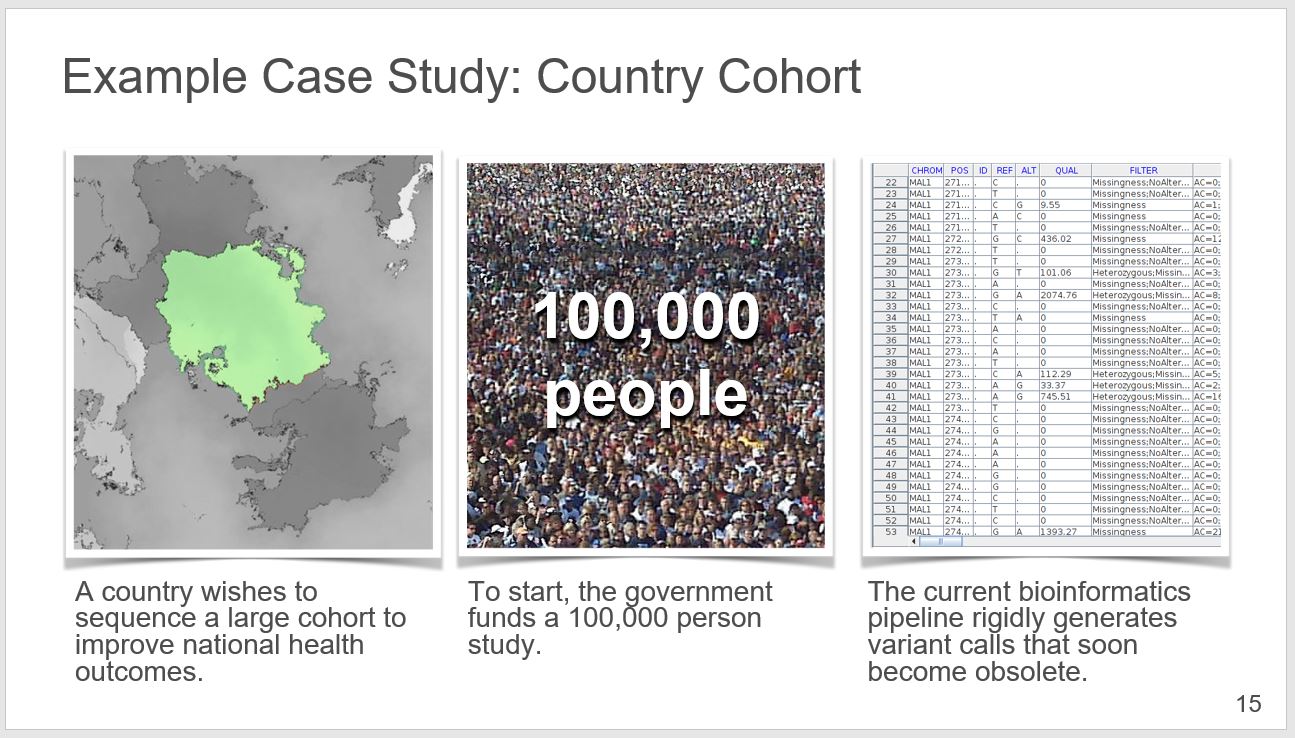 Example Case Study: Country Cohort
100,000
people
CHROM POS ID REF ALT QUAL FILTER
22 MAL1 271... . C . 0 Missingness;NoAlter... AC=0;
23 MAL1 271... . T . 0 Missingness;NoAlter... AC=0;
24 MAL1 271... . C G 9.55 Missingness AC=1;
25 MAL1 271... . A C 0 Missingness AC=0;
26 MAL1 271... . T . 0 Missingness;NoAlter... AC=0;
27 MAL1 272... . G C 436.02 Missingness AC=12
28 MAL1 272... . T . 0 Missingness;NoAlter... AC=0;
29 MAL1 273... . T . 0 Missingness;NoAlter... AC=0;
30 MAL1 273... . G T 101.06 Heterozygous;Missin... AC=3;
31 MAL1 273... . A . 0 Missingness;NoAlter... AC=0;
32 MAL1 273... . G A 2074.76 Heterozygous;Missin... AC=8;
33 MAL1 273... . C . 0 Missingness;NoAlter... AC=0;
34 MAL1 273... . T A 0 Missingness AC=0;
35 MAL1 273... . A . 0 Missingness;NoAlter... AC=0;
36 MAL1 273... . C . 0 Missingness;NoAlter... AC=0;
37 MAL1 273... . A . 0 Missingness;NoAlter... AC=0;
38 MAL1 273... . T . 0 Missingness;NoAlter... AC=0;
39 MAL1 273... . C A 112.29 Heterozygous;Missin... AC=5;
40 MAL1 273... . A G 33.37 Heterozygous;Missin... AC=2;
41 MAL1 273... . A G 745.51 Heterozygous;Missin... AC=16
42 MAL1 273... . T . 0 Missingness;NoAlter... AC=0;
43 MAL1 274... . C . 0 Missingness;NoAlter... AC=0;
44 MAL1 274... . G . 0 Missingness;NoAlter... AC=0;
45 MAL1 274... . A . 0 Missingness;NoAlter... AC=0;
46 MAL1 274... . A . 0 Missingness;NoAlter... AC=0;
47 MAL1 274... . A . 0 Missingness;NoAlter... AC=0;
48 MAL1 274... . G . 0 Missingness;NoAlter... AC=0;
49 MAL1 274... . G . 0 Missingness;NoAlter... AC=0;
50 MAL1 274... . C . 0 Missingness;NoAlter... AC=0;
51 MAL1 274... . T . 0 Missingness;NoAlter... AC=0;
52 MAL1 274... . C . 0 Missingness;NoAlter... AC=0;
53 MAL1 274... . G A 1393.27 Missingness AC=21
A country wishes to
sequence a large cohort to
improve national health
outcomes.
To start, the government
funds a 100,000 person
study.
The current bioinformatics
pipeline rigidly generates
variant calls that soon
become obsolete.
15